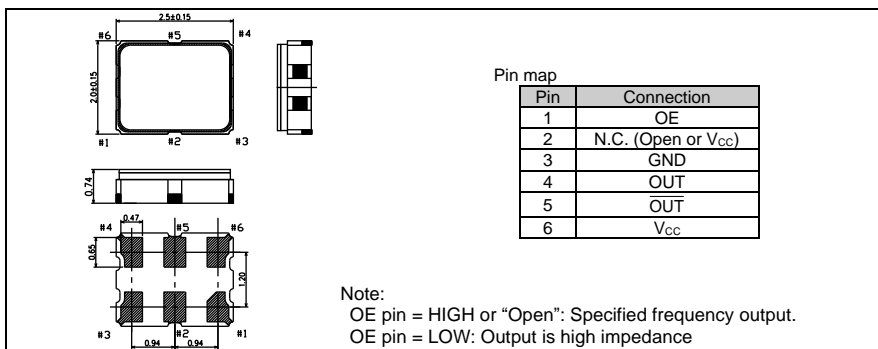 2.5±0.15
#6 #5 #4
2.0±0.15
#1 #2 #3
0.74
0.47
#4 #5 #6
0.65
1.20
#3 #2 #1
0.94 0.94
Pin map
Pin Connection
1 OE
2 N.C. (Open or VCC)
3 GND
4 OUT
5 O̅U̅T̅
6 VCC
Note:
OE pin = HIGH or “Open”: Specified frequency output.
OE pin = LOW: Output is high impedance